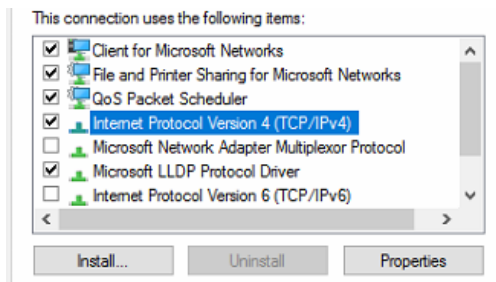 This connection uses the following items:
Client for Microsoft Networks
File and Printer Sharing for Microsoft Networks
QoS Packet Scheduler
Internet Protocol Version 4 (TCP/IPv4)
Microsoft Network Adapter Multiplexor Protocol
Microsoft LLDP Protocol Driver
Internet Protocol Version 6 (TCP/IPv6)
Install... Uninstall Properties